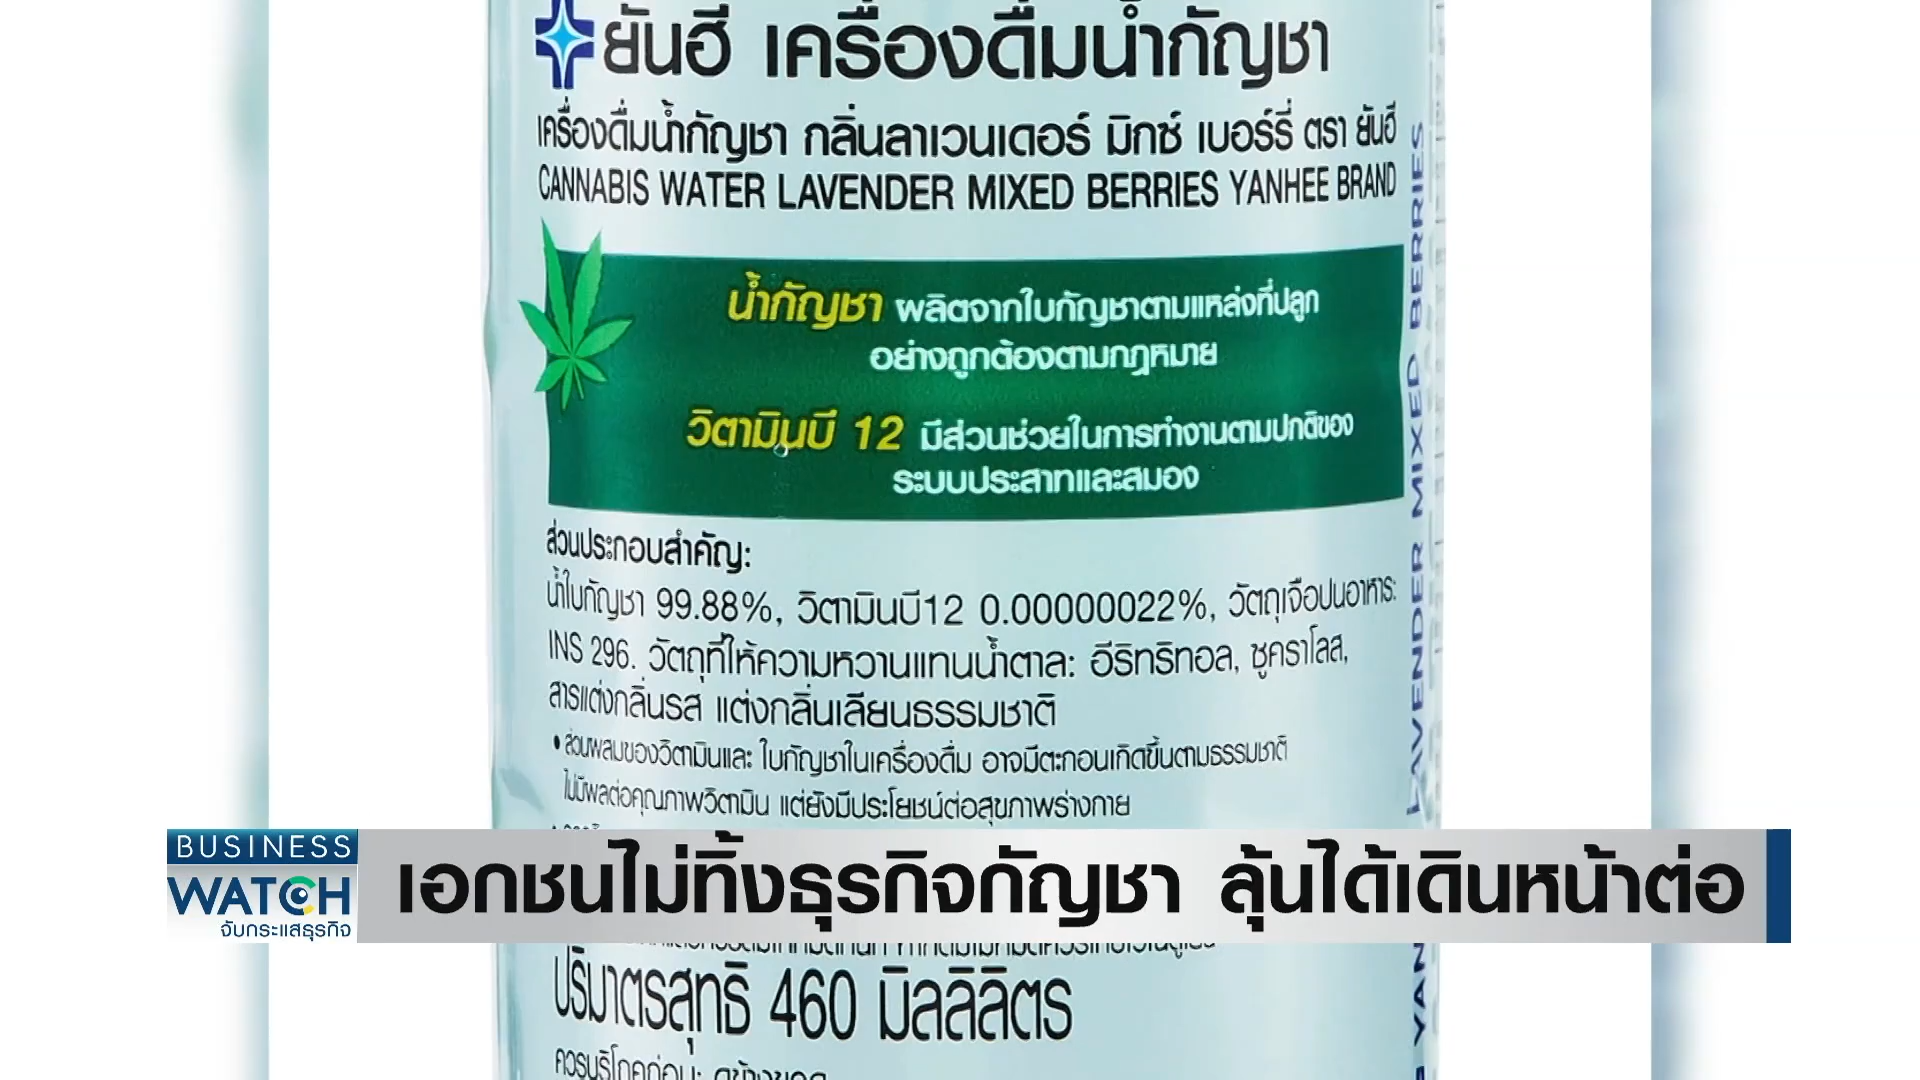 ยันฮี เครื่องดื่มน้ำกัญชา
เครื่องดื่มน้ำกัญชา กลิ่นลาเวนเดอร์ มิกซ์ เบอร์รี่ ตรา ยันฮี
CANNABIS WATER LAVENDER MIXED BERRIES YANHEE BRAND
น้ำกัญชา ผลิตจากใบกัญชาตามแหล่งที่ปลูก
อย่างถูกต้องตามกฎหมาย
วิตามินบี 12 มีส่วนช่วยในการทำงานตามปกติของ
ระบบประสาทและสมอง
ส่วนประกอบสำคัญ:
น้ำใบกัญชา 99.88%, วิตามินบี12 0.00000022%, วัตถุเจือปนอาหาร:
INS 296. วัตถุที่ให้ความหวานแทนน้ำตาล: อีริทริทอล, ซูคราโลส,
สารแต่งกลิ่นรส แต่งกลิ่นเลียนธรรมชาติ
• ส่วนผสมของวิตามินและ ใบกัญชาในเครื่องดื่ม อาจมีตะกอนเกิดขึ้นตามธรรมชาติ
ไม่มีผลต่อคุณภาพวิตามิน แต่ยังมีประโยชน์ต่อสุขภาพร่างกาย
LAVENDER MIXED BERRIES
BUSINESS
WATCH
จับกระแสธุรกิจ
เอกชนไม่ทิ้งธุรกิจกัญชา ลุ้นได้เดินหน้าต่อ
ปริมาตรสุทธิ 460 มิลลิลิตร
ควรบริโภคก่อน: ดูข้างขวด